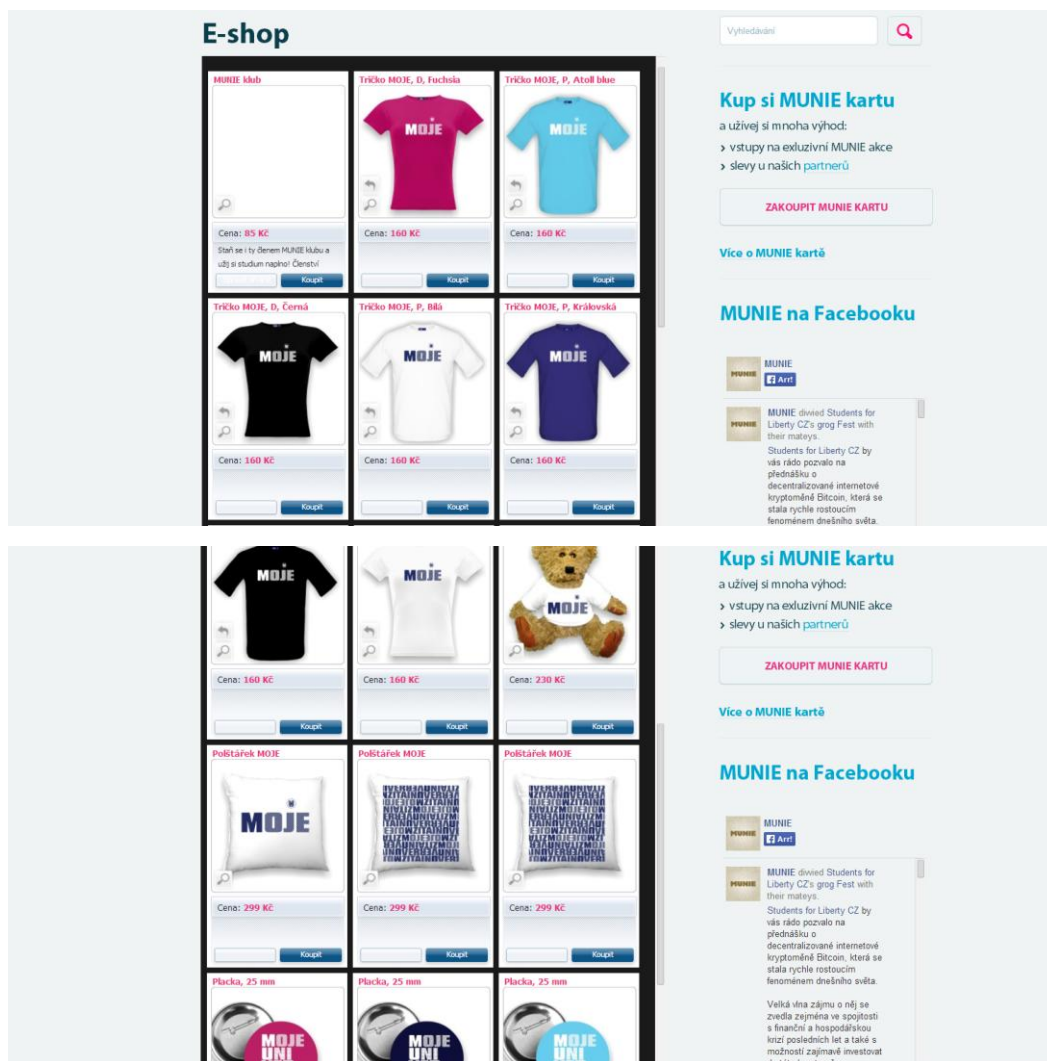 E-shop
Vyhledávání
MUNIE klub
Tričko MOJE, D, Fuchsia
Tričko MOJE, P, Atoll blue
MOJE
MOJE
Cena: 85 Kč
Cena: 160 Kč
Cena: 160 Kč
Staň se i ty členem MUNIE klubu a
užij si studium naplno! Členství
Koupit
Koupit
Koupit
Tričko MOJE, D, Černá
Tričko MOJE, P, Bílá
Tričko MOJE, P, Královská
MOJE
MOJE
MOJE
Cena: 160 Kč
Cena: 160 Kč
Cena: 160 Kč
Koupit
Koupit
Koupit
Kup si MUNIE kartu
a užívej si mnoha výhod:
› vstupy na exluzivní MUNIE akce
› slevy u našich partnerů
ZAKOUPIT MUNIE KARTU
Více o MUNIE kartě
MUNIE na Facebooku
MUNIE
MUNIE
Arr!
MUNIE
MUNIE divvied Students for
Liberty CZ's grog Fest with
their mateys.
Students for Liberty CZ by
vás rádo pozvalo na
přednášku o
decentralizované internetové
kryptoměně Bitcoin, která se
stala rychle rostoucím
fenoménem dnešního světa.
MOJE
MOJE
MOJE
Cena: 160 Kč
Cena: 160 Kč
Cena: 230 Kč
Koupit
Koupit
Koupit
Polštářek MOJE
Polštářek MOJE
Polštářek MOJE
MOJE
Cena: 299 Kč
Cena: 299 Kč
Cena: 299 Kč
Koupit
Koupit
Koupit
Placka, 25 mm
Placka, 25 mm
Placka, 25 mm
MOJE
UNI
MOJE
UNI
MOJE
UNI
Kup si MUNIE kartu
a užívej si mnoha výhod:
› vstupy na exluzivní MUNIE akce
› slevy u našich partnerů
ZAKOUPIT MUNIE KARTU
Více o MUNIE kartě
MUNIE na Facebooku
MUNIE
MUNIE
Arr!
MUNIE
MUNIE divvied Students for
Liberty CZ's grog Fest with
their mateys.
Students for Liberty CZ by
vás rádo pozvalo na
přednášku o
decentralizované internetové
kryptoměně Bitcoin, která se
stala rychle rostoucím
fenoménem dnešního světa.
Velká vlna zájmu o něj se
zvedla zejména ve spojitosti
s finanční a hospodářskou
krizí posledních let a také s
možností zajímavě investovat